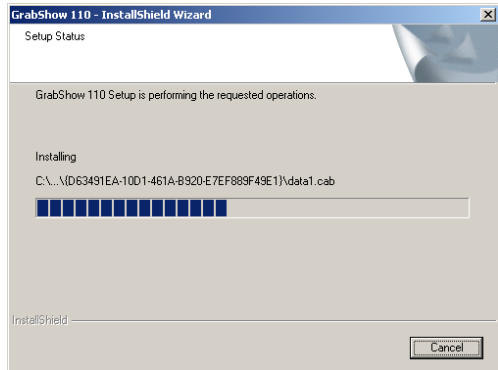 GrabShow 110 - InstallShield Wizard
Setup Status
GrabShow 110 Setup is performing the requested operations.
Installing
C:\...\{D63491EA-10D1-461A-B920-E7EF889F49E1}\data1.cab
InstallShield
Cancel